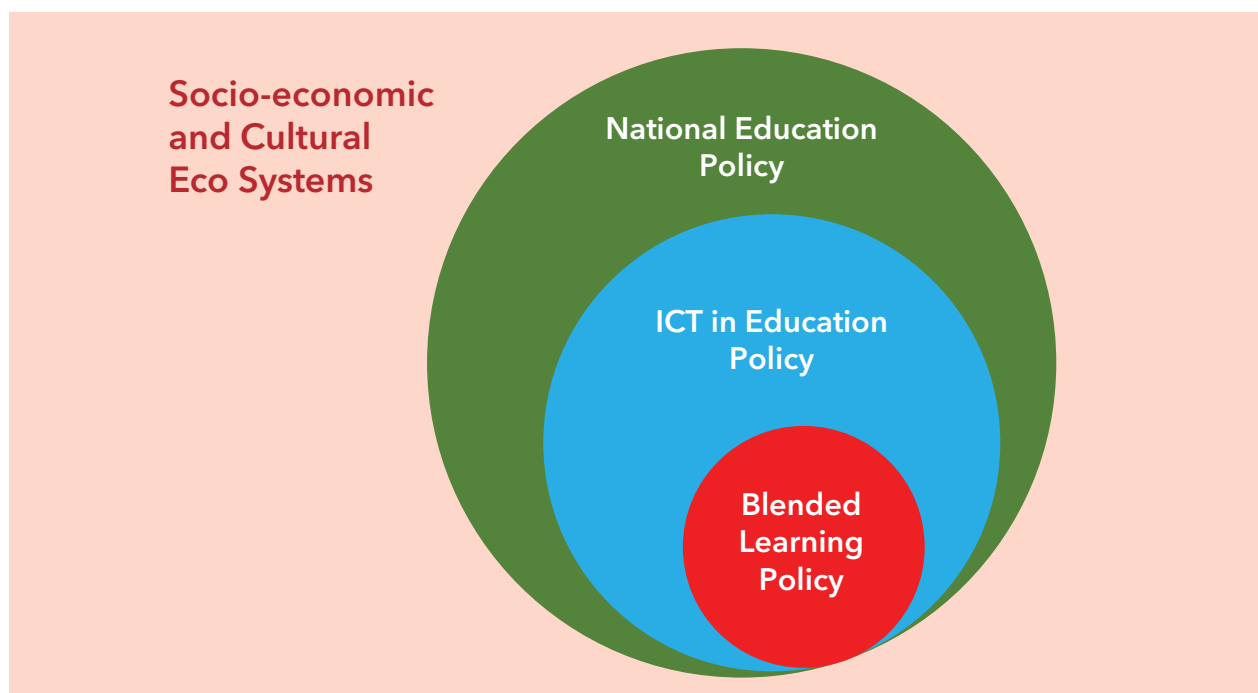 Socio-economic
and Cultural
Eco Systems
National Education
Policy
ICT in Education
Policy
Blended
Learning
Policy